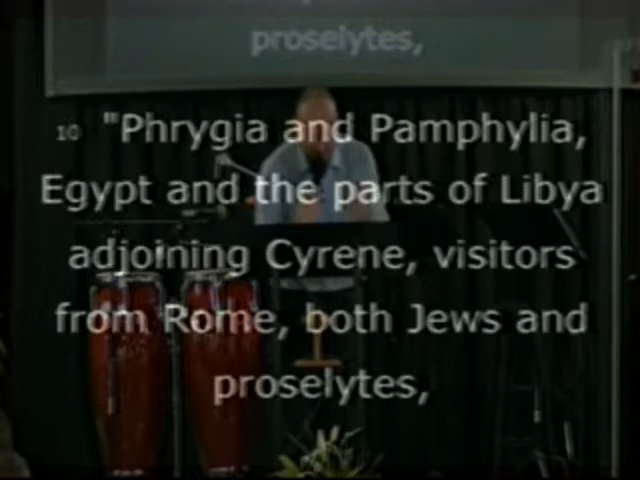 proselytes,
10 "Phrygia and Pamphylia,
Egypt and the parts of Libya
adjoining Cyrene, visitors
from Rome, both Jews and
proselytes,